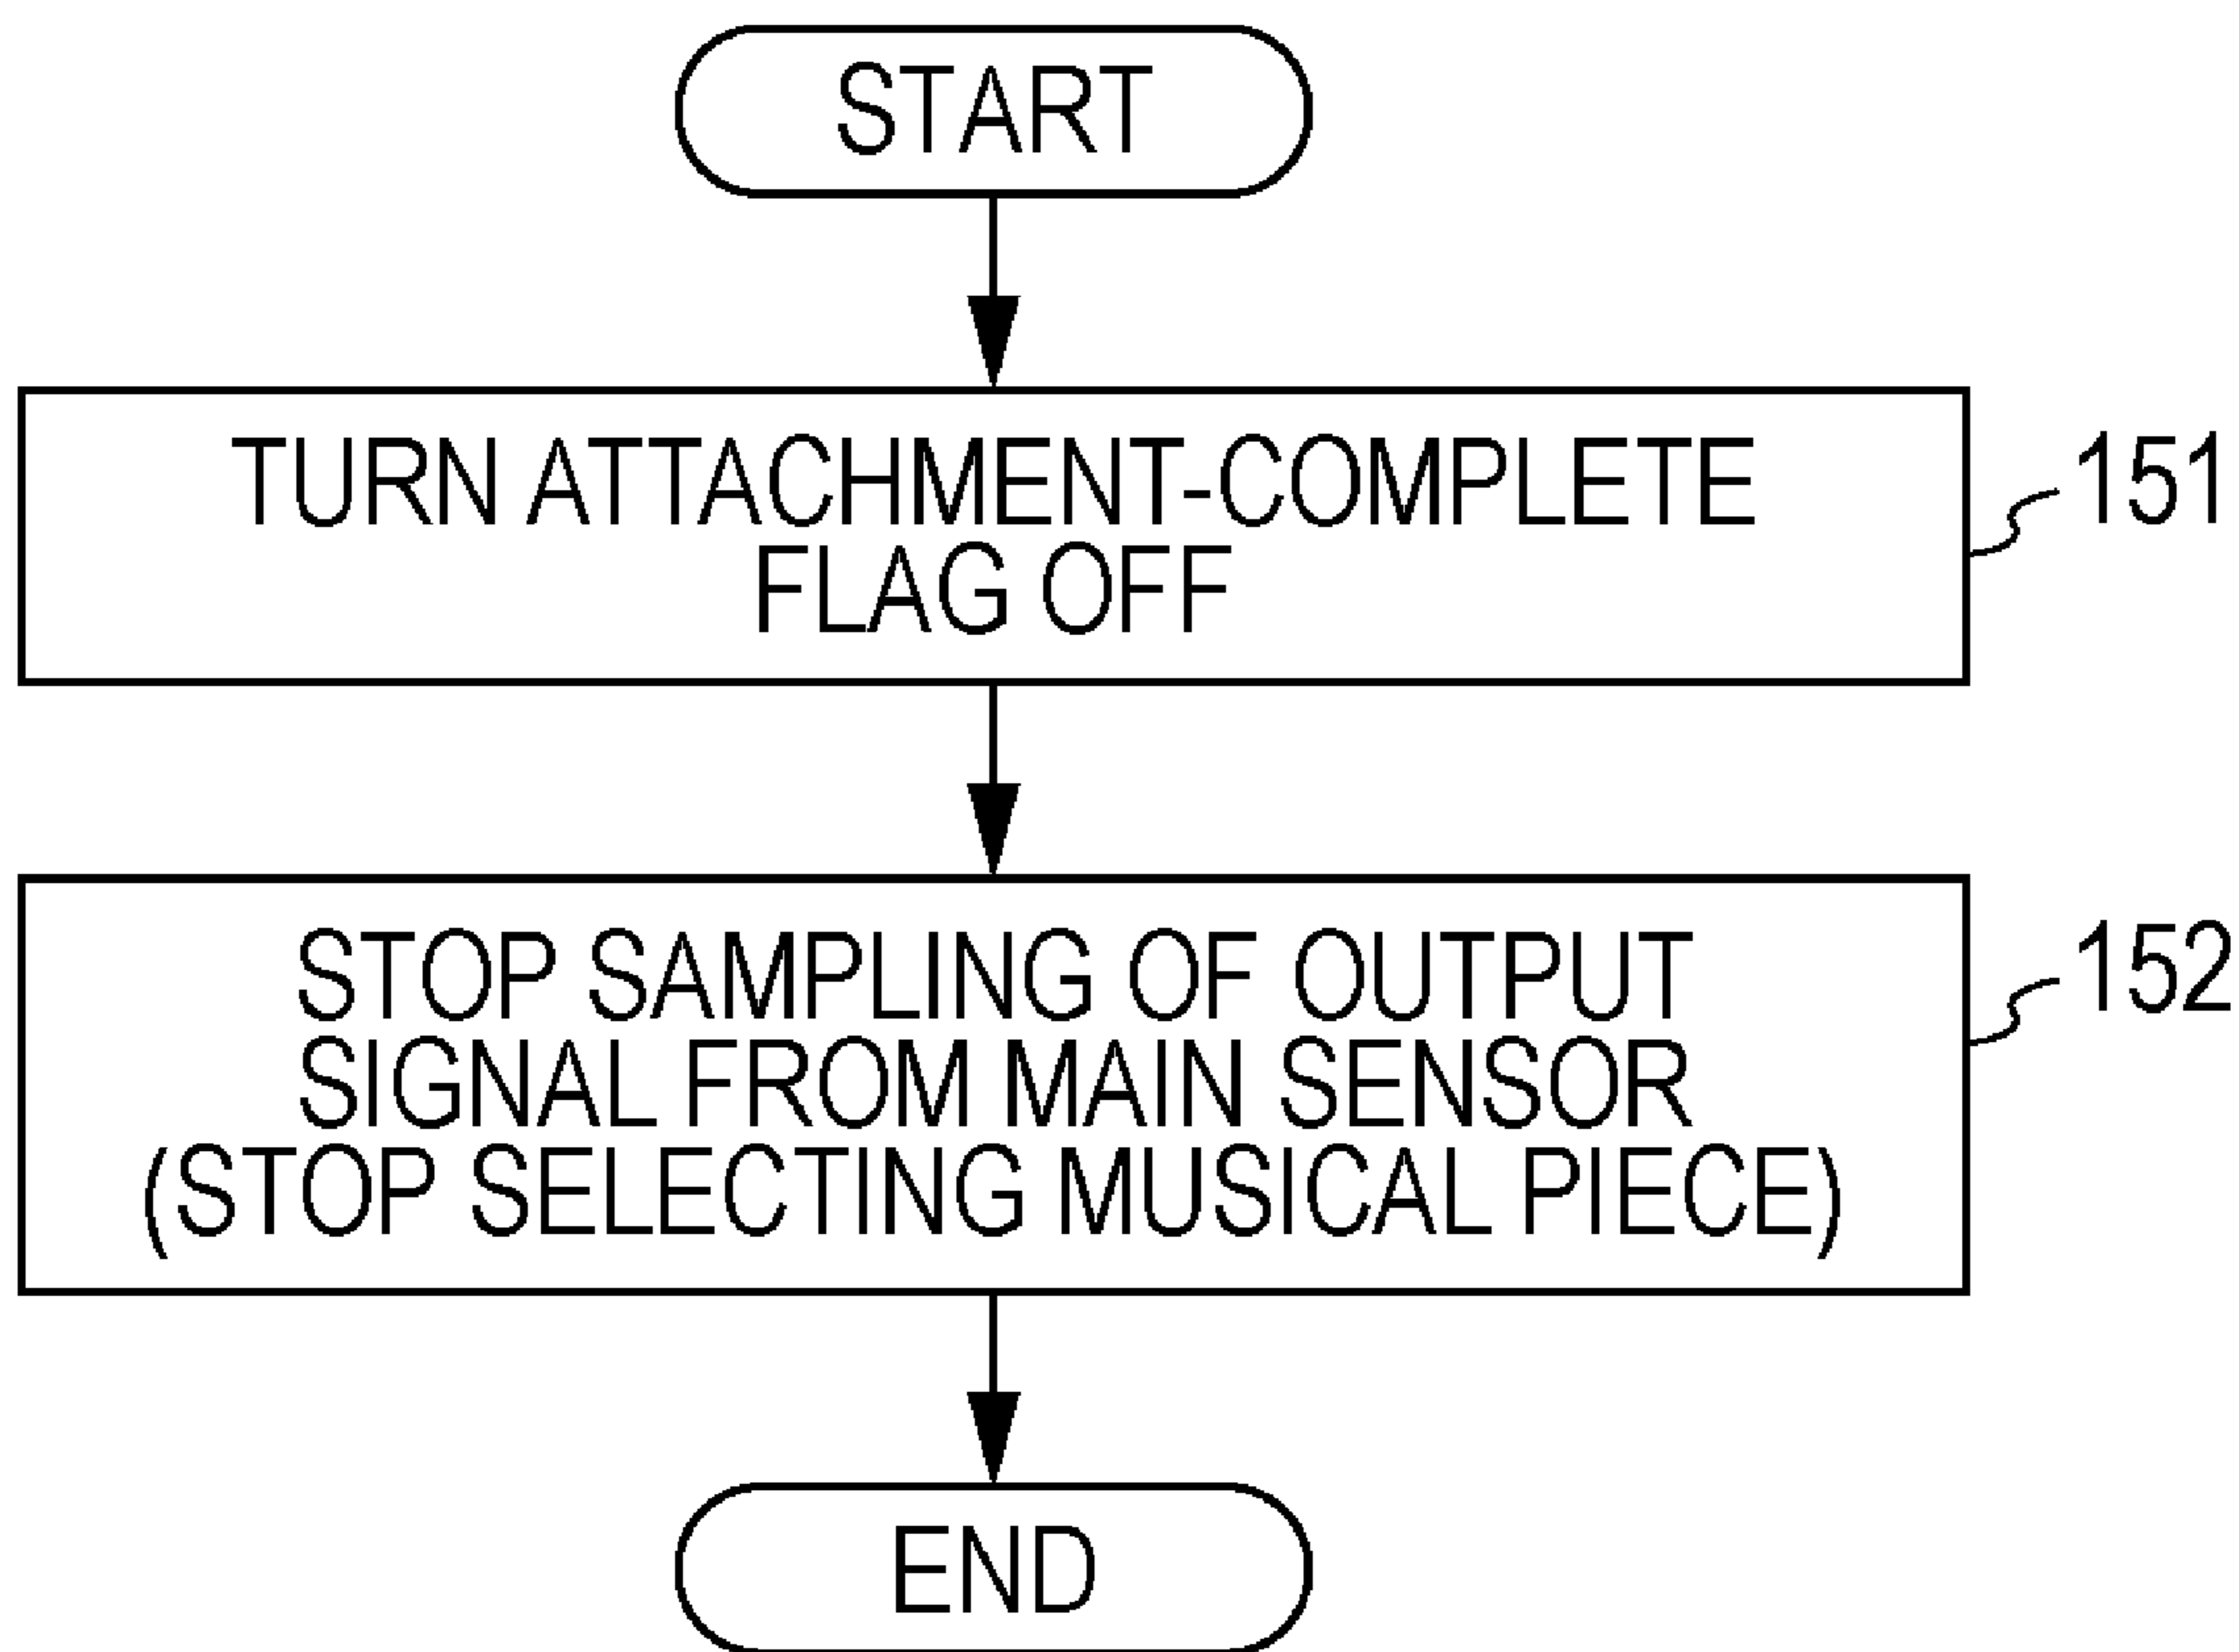 START
TURN ATTACHMENT-COMPLETE
FLAG OFF
151
STOP SAMPLING OF OUTPUT
SIGNAL FROM MAIN SENSOR
(STOP SELECTING MUSICAL PIECE)
152
END